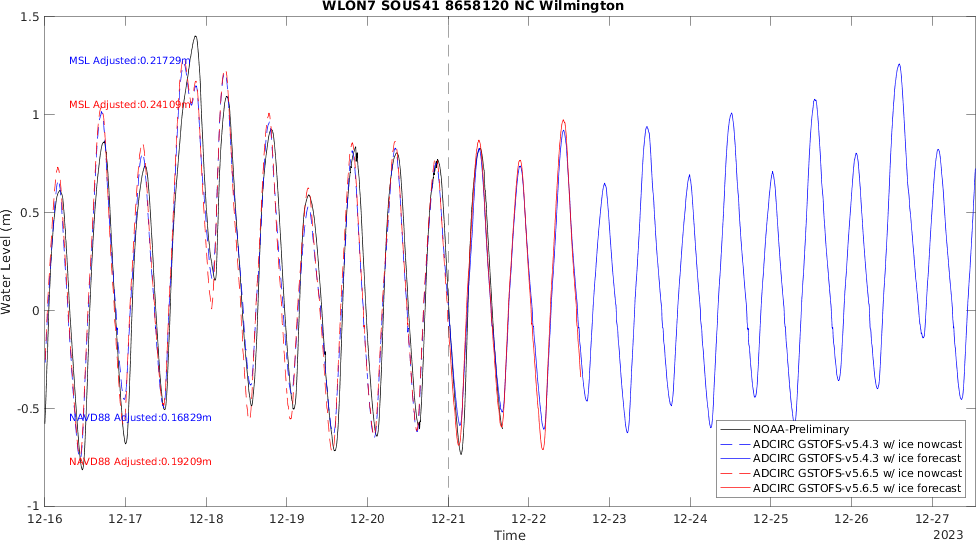 WLON7 SOUS41 8658120 NC Wilmington
1.5
1
0.5
0
-0.5
-1
Water Level (m)
MSL Adjusted:0.21729m
MSL Adjusted:0.24109m
NAVD88 Adjusted:0.16829m
NAVD88 Adjusted:0.19209m
NOAA-Preliminary
ADCIRC GSTOFS-v5.4.3 w/ ice nowcast
ADCIRC GSTOFS-v5.4.3 w/ ice forecast
ADCIRC GSTOFS-v5.6.5 w/ ice nowcast
ADCIRC GSTOFS-v5.6.5 w/ ice forecast
12-16 12-17 12-18 12-19 12-20 12-21 12-22 12-23 12-24 12-25 12-26 12-27
Time
2023